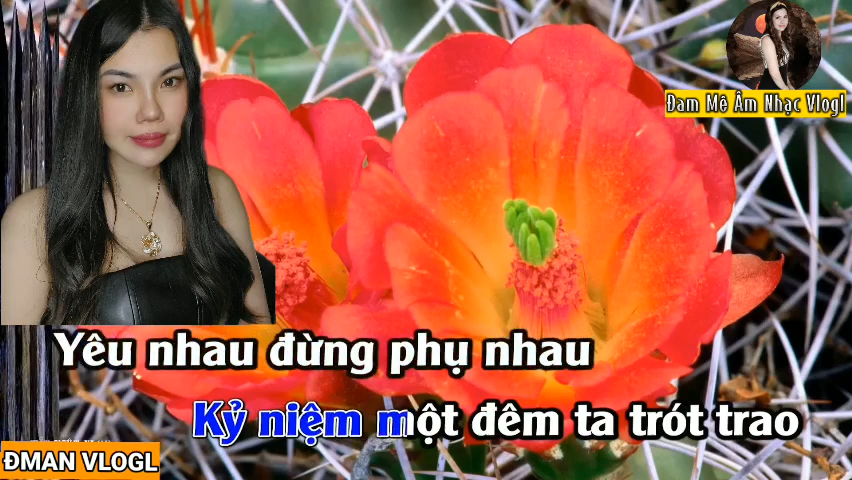 Đam Mê Âm Nhạc Vlogl
Yêu nhau đừng phụ nhau
Kỷ niệm một đêm ta trót trao
ĐMAN VLOGL